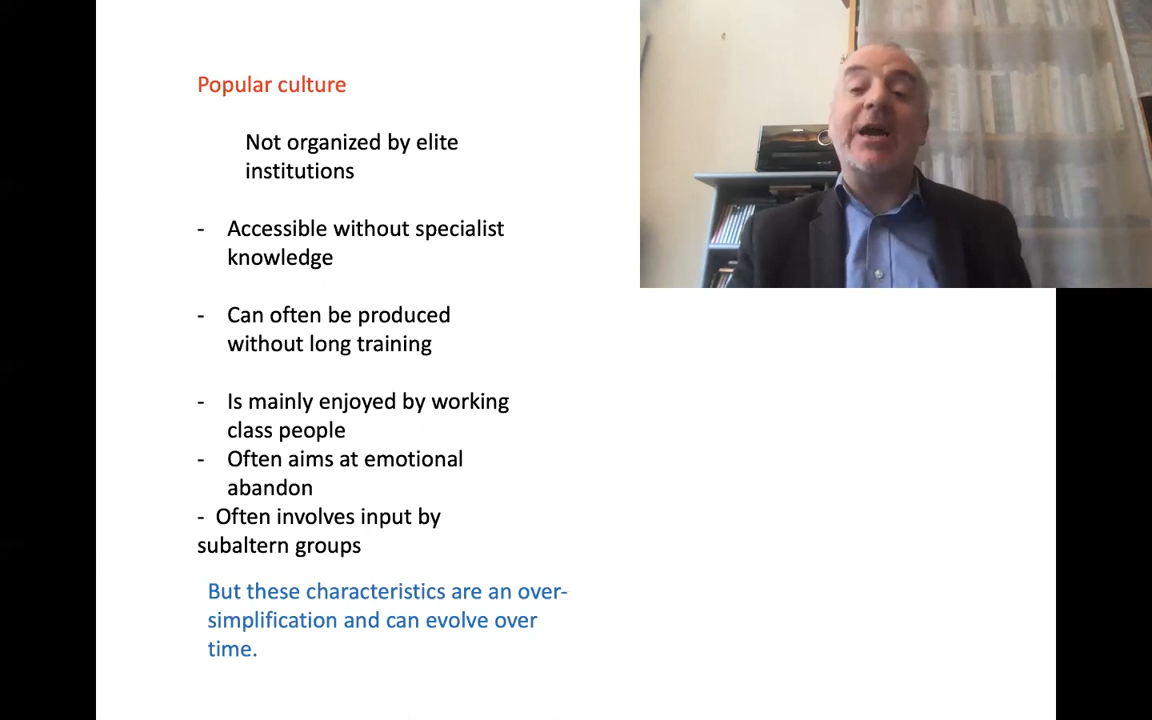 Popular culture
Not organized by elite
institutions
- Accessible without specialist
knowledge
- Can often be produced
without long training
- Is mainly enjoyed by working
class people
- Often aims at emotional
abandon
- Often involves input by
subaltern groups
But these characteristics are an over-
simplification and can evolve over
time.